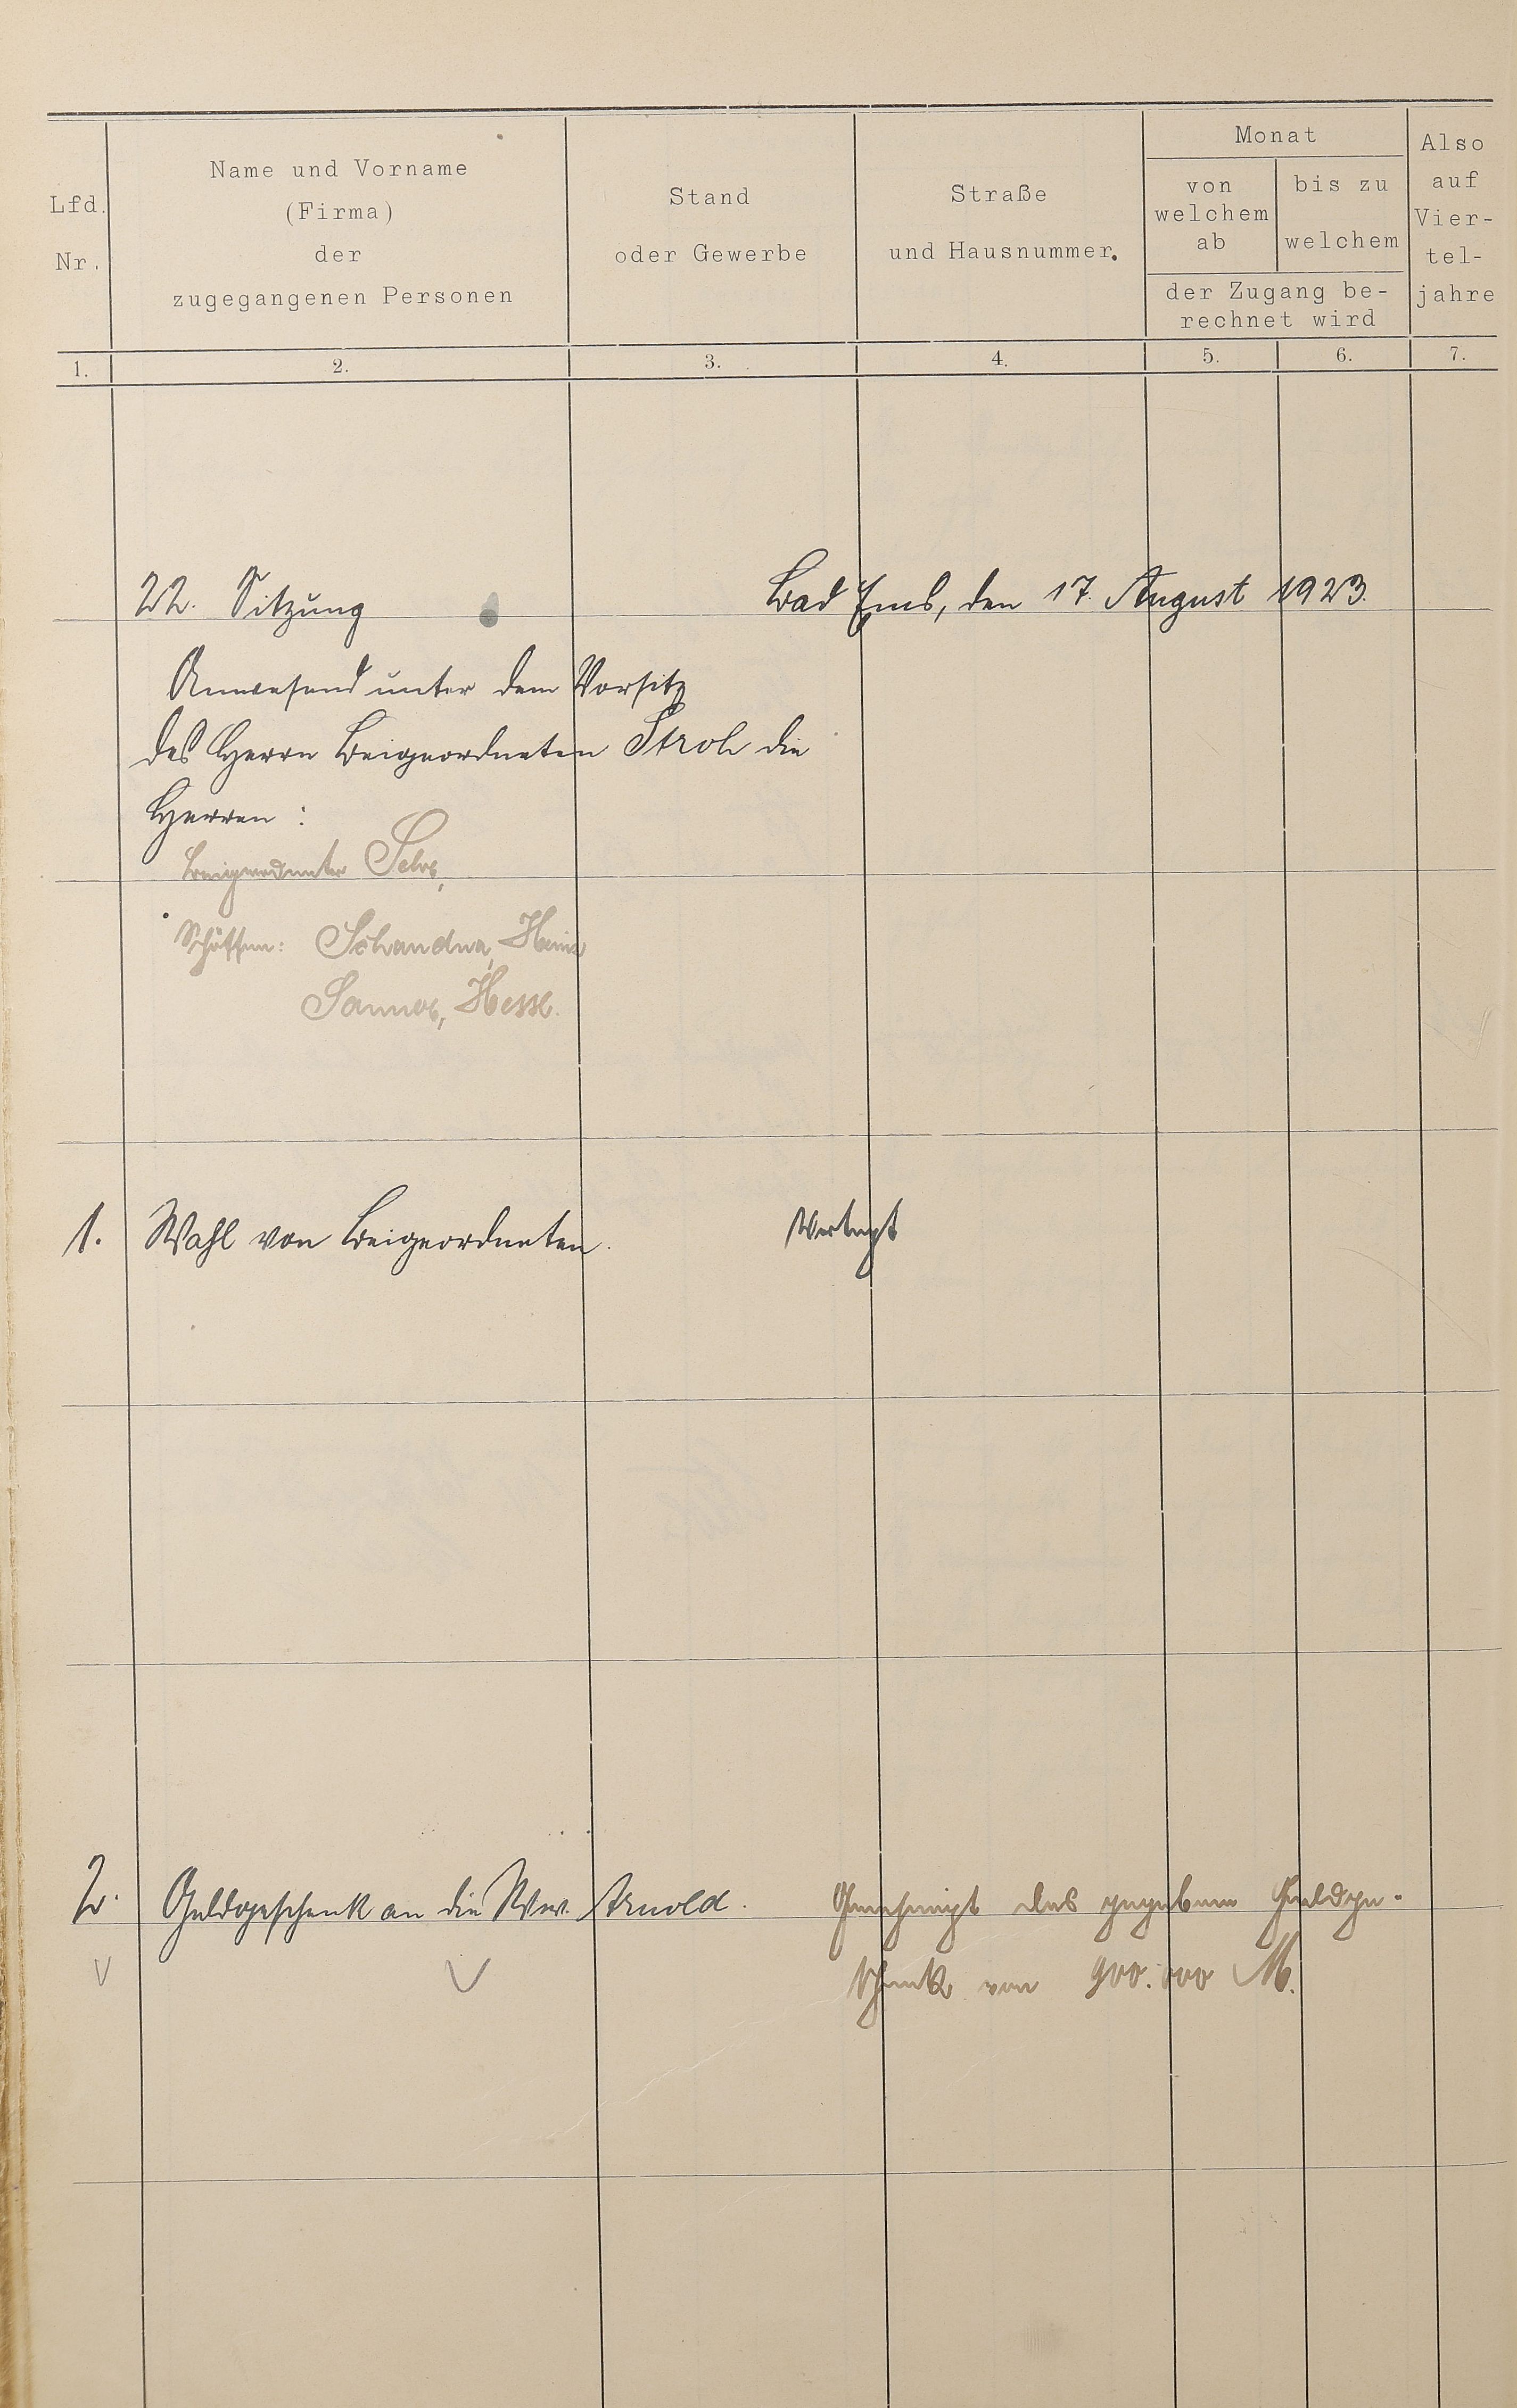 Lfd. Nr.
Name und Vorname
(Firma)
der
zugegangenen Personen
Stand
oder Gewerbe
Straße
und Hausnummer.
Monat
von
welchem
ab
bis zu
welchem
der Zugang be-
rechnet wird
Also
auf
Vier-
tel-
jahre
1. 2. 3. 4. 5. 6. 7.
22. Sitzung Bad Ems, den 17. August 1923.
Anwesend unter dem Vorsitz
des Herrn Beigeordneten Stroh die
Herren:
Beigeordneter
Schöffen: Schandua,
Hesse.
1. Wahl von Beigeordneten. Vertagt
2. Geldgeschenk an die Wwe. Arnold. Genehmigt das gegebene Geldge-
schenk von 900.000 M.